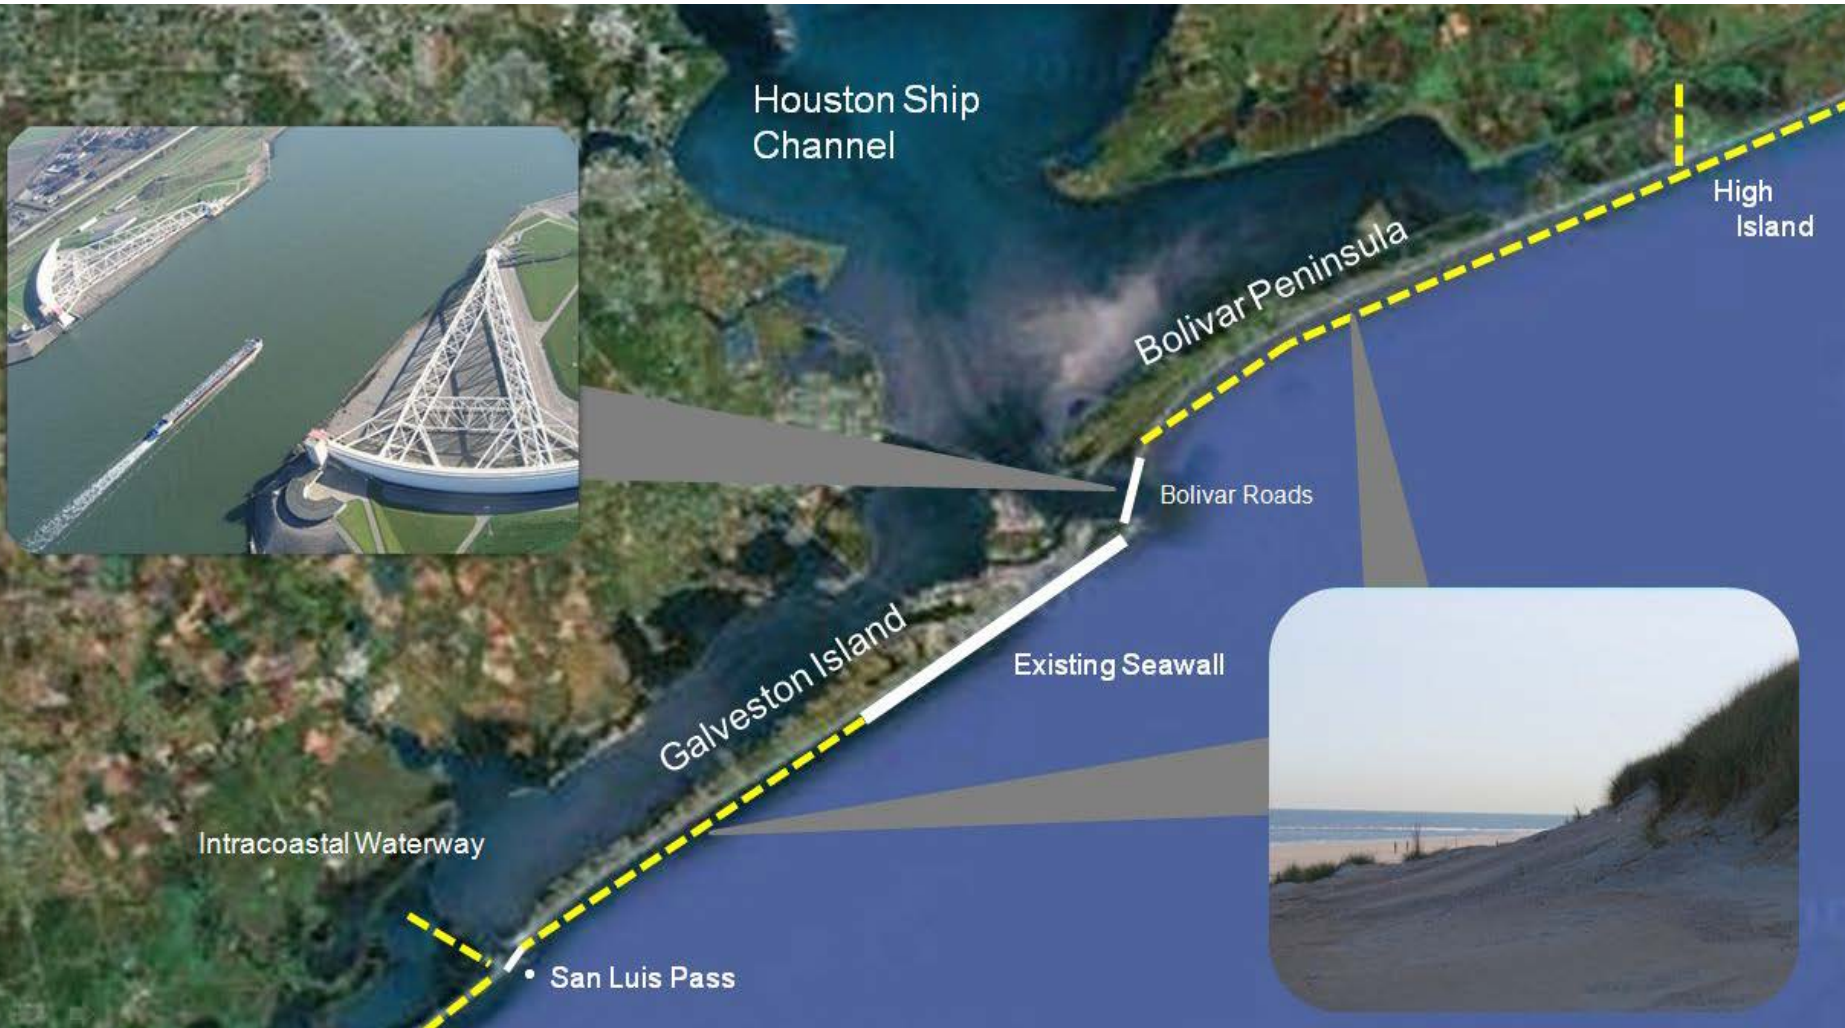 Houston Ship
Channel
High
Island
Bolivar Peninsula
Bolivar Roads
Existing Seawall
Galveston Island
Intracoastal Waterway
San Luis Pass